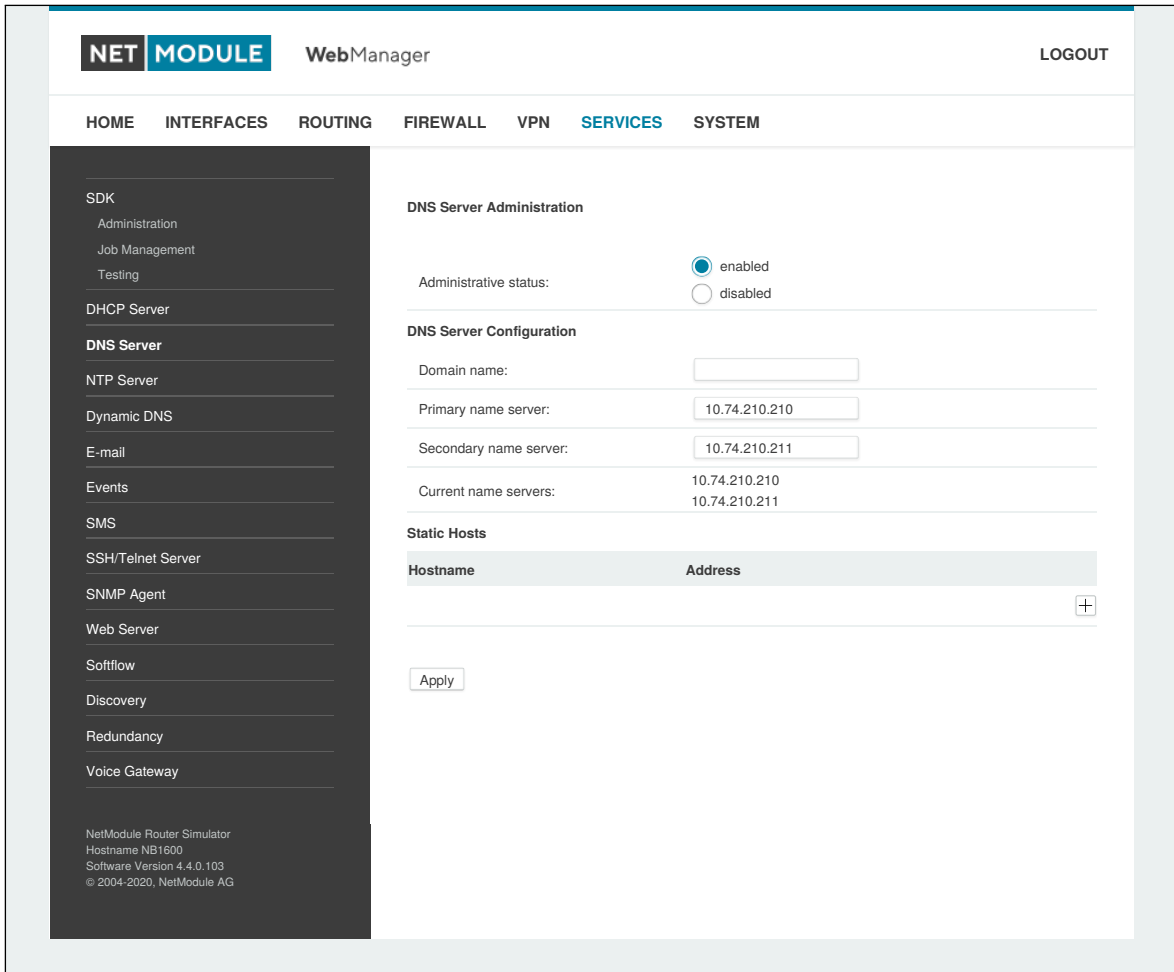 NET MODULE WebManager LOGOUT
HOME INTERFACES ROUTING FIREWALL VPN SERVICES SYSTEM
SDK
Administration
Job Management
Testing
DHCP Server
DNS Server
NTP Server
Dynamic DNS
E-mail
Events
SMS
SSH/Telnet Server
SNMP Agent
Web Server
Softflow
Discovery
Redundancy
Voice Gateway
NetModule Router Simulator
Hostname NB1600
Software Version 4.4.0.103
© 2004-2020, NetModule AG
DNS Server Administration
Administrative status:
enabled
disabled
DNS Server Configuration
Domain name:
Primary name server: 10.74.210.210
Secondary name server: 10.74.210.211
Current name servers:
10.74.210.210
10.74.210.211
Static Hosts
Hostname Address
Apply